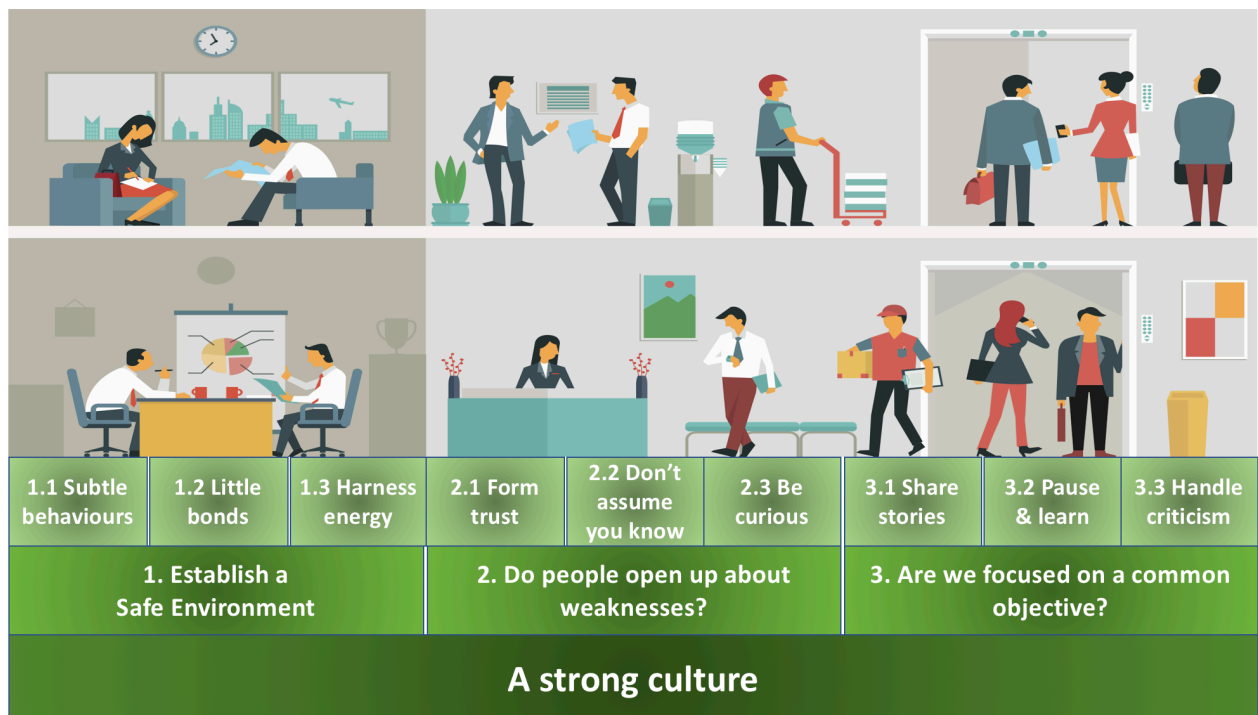 1.1 Subtle
behaviours
1.2 Little
bonds
1.3 Harness
energy
2.1 Form
trust
2.2 Don’t
assume
you know
2.3 Be
curious
3.1 Share
stories
3.2 Pause
& learn
3.3 Handle
criticism
1. Establish a
Safe Environment
2. Do people open up about
weaknesses?
3. Are we focused on a common
objective?
A strong culture